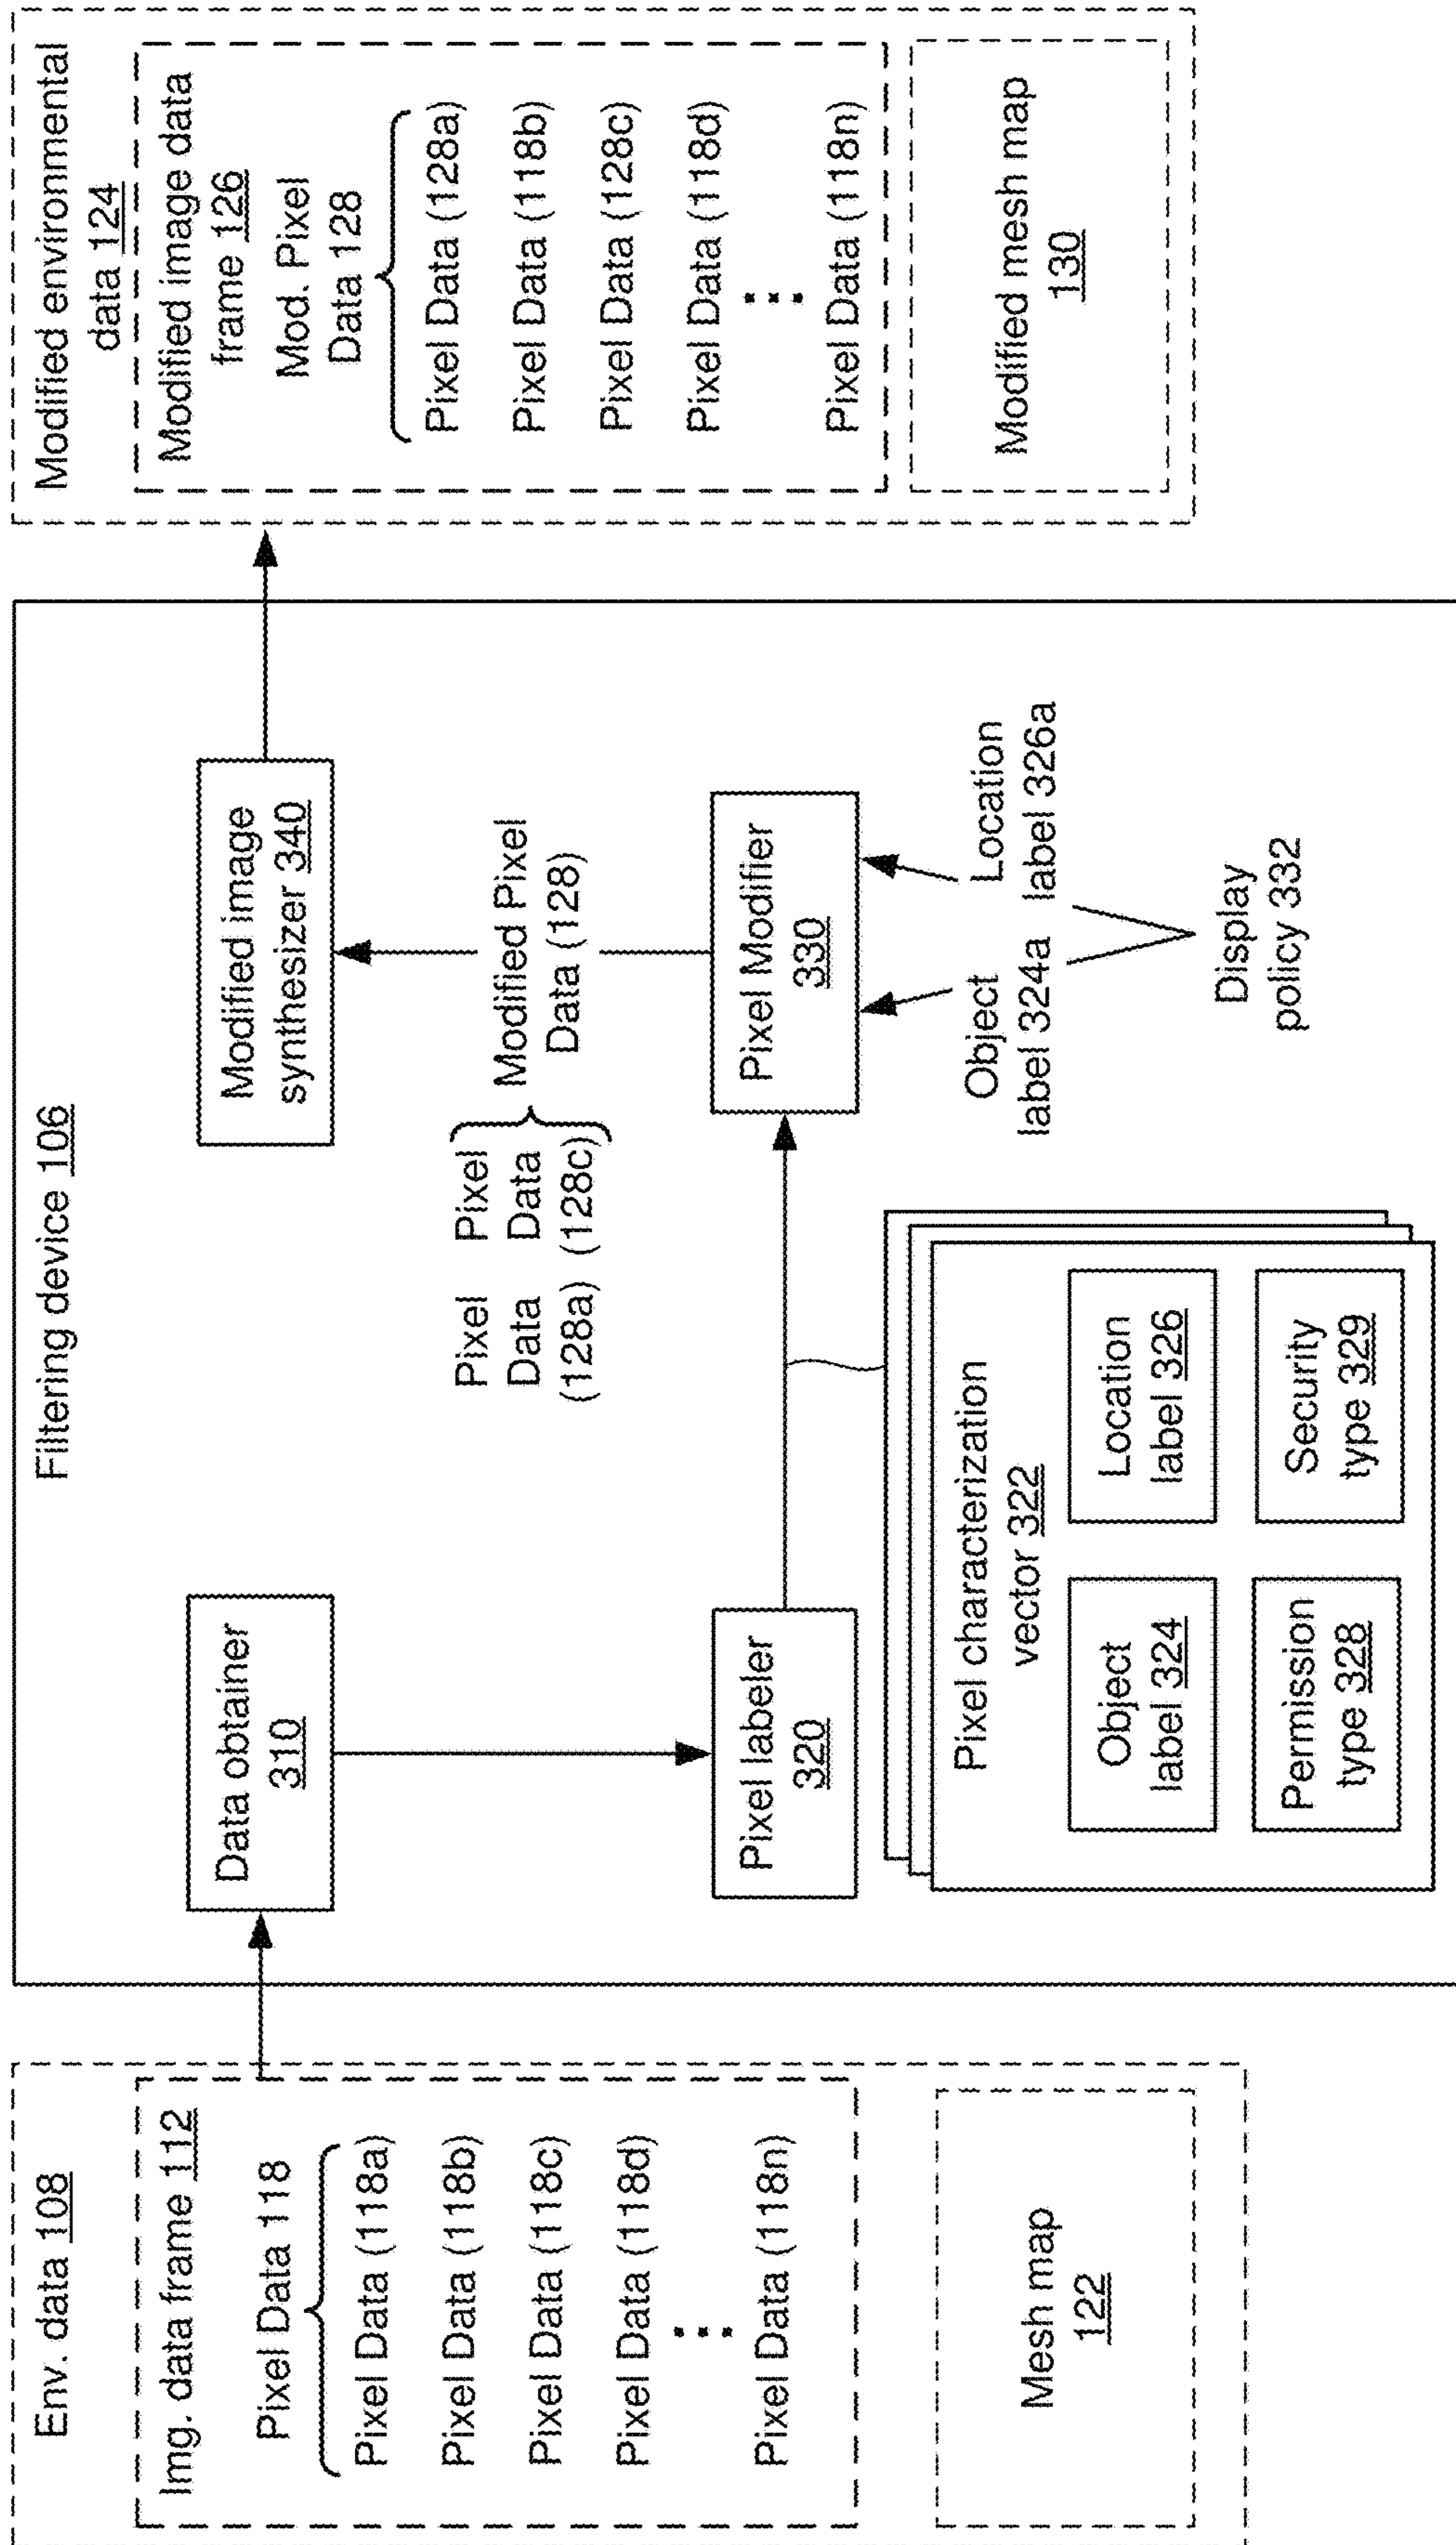 Env. data 108
Img. data frame 112
Pixel Data 118
Pixel Data (118a)
Pixel Data (118b)
Pixel Data (118c)
Pixel Data (118d)
Pixel Data (118n)
Mesh map
122
Filtering device 106
Data obtainer
310
Pixel labeler
320
Pixel characterization
vector 322
Object
label 324
Location
label 326
Permission
type 328
Security
type 329
Modified image
synthesizer 340
Pixel
Data
(128a)
Pixel
Data
(128c)
Modified Pixel
Data (128)
Pixel Modifier
330
Object
label 324a
Location
label 326a
Display
policy 332
Modified environmental
data 124
Modified image data
frame 126
Mod. Pixel
Data 128
Pixel Data (128a)
Pixel Data (118b)
Pixel Data (128c)
Pixel Data (118d)
Pixel Data (118n)
Modified mesh map
130